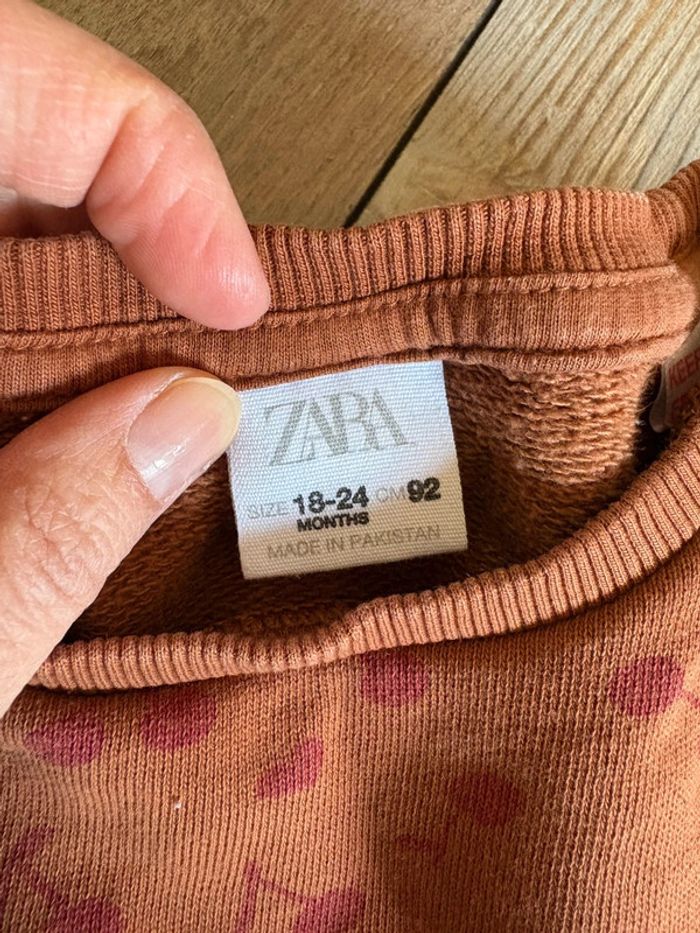 ZARA
SIZE 18-24 CM 92
MONTHS
MADE IN PAKISTAN